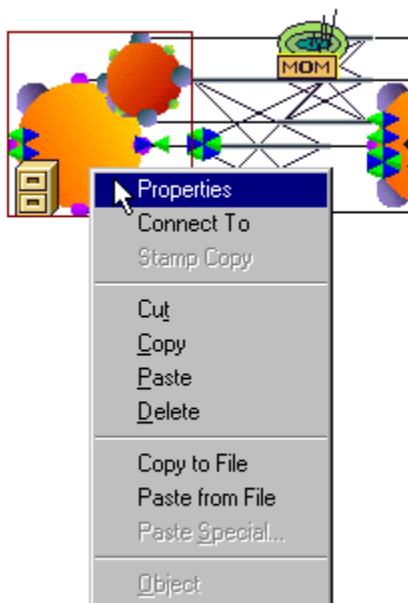 MOM
Properties
Connect To
Stamp Copy
Cut
Copy
Paste
Delete
Copy to File
Paste from File
Paste Special...
Object